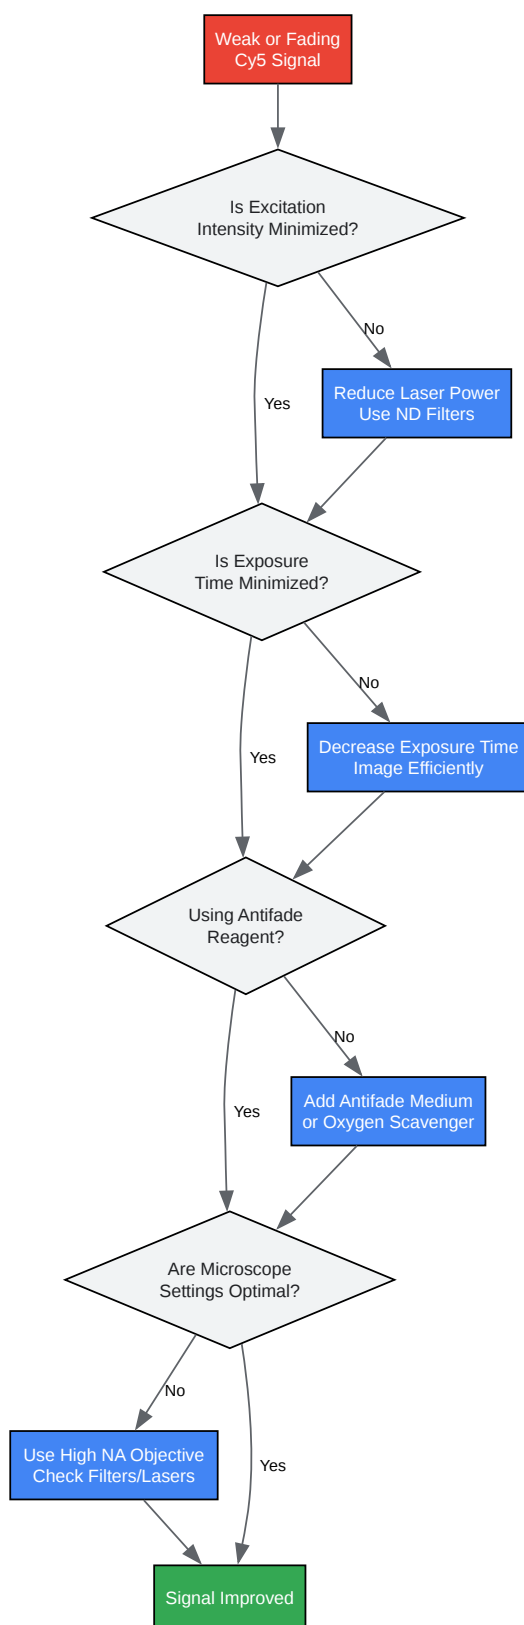 Weak or Fading
Cy5 Signal
Is Excitation
Intensity Minimized?
No
Yes
Reduce Laser Power
Use ND Filters
Is Exposure
Time Minimized?
No
Yes
Decrease Exposure Time
Image Efficiently
Using Antifade
Reagent?
No
Yes
Add Antifade Medium
or Oxygen Scavenger
Are Microscope
Settings Optimal?
No
Yes
Use High NA Objective
Check Filters/Lasers
Signal Improved